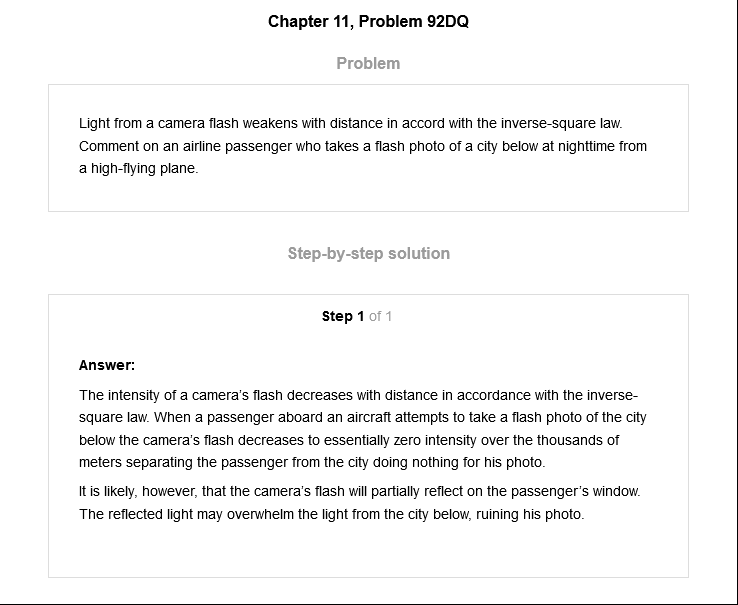 Chapter 11, Problem 92DQ
Problem
Light from a camera flash weakens with distance in accord with the inverse-square law.
Comment on an airline passenger who takes a flash photo of a city below at nighttime from
a high-flying plane.
Step-by-step solution
Step 1 of 1
Answer:
The intensity of a camera’s flash decreases with distance in accordance with the inverse-
square law. When a passenger aboard an aircraft attempts to take a flash photo of the city
below the camera’s flash decreases to essentially zero intensity over the thousands of
meters separating the passenger from the city doing nothing for his photo.
It is likely, however, that the camera’s flash will partially reflect on the passenger’s window.
The reflected light may overwhelm the light from the city below, ruining his photo.